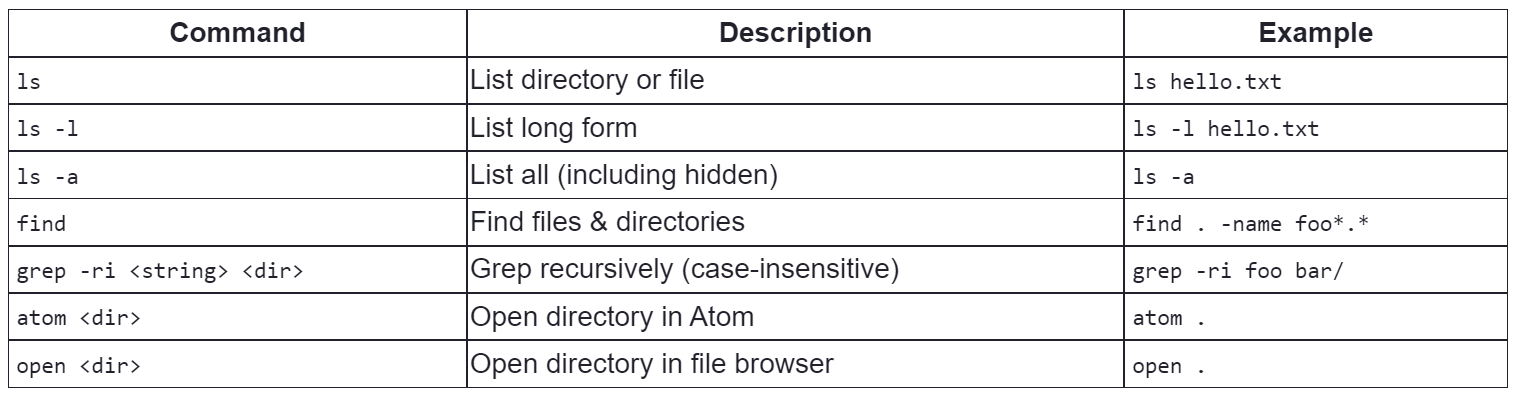 Command Description Example
ls List directory or file ls hello.txt
ls -l List long form ls -l hello.txt
ls -a List all (including hidden) ls -a
find Find files & directories find . -name foo*.*
grep -ri <string> <dir> Grep recursively (case-insensitive) grep -ri foo bar/
atom <dir> Open directory in Atom atom .
open <dir> Open directory in file browser open .